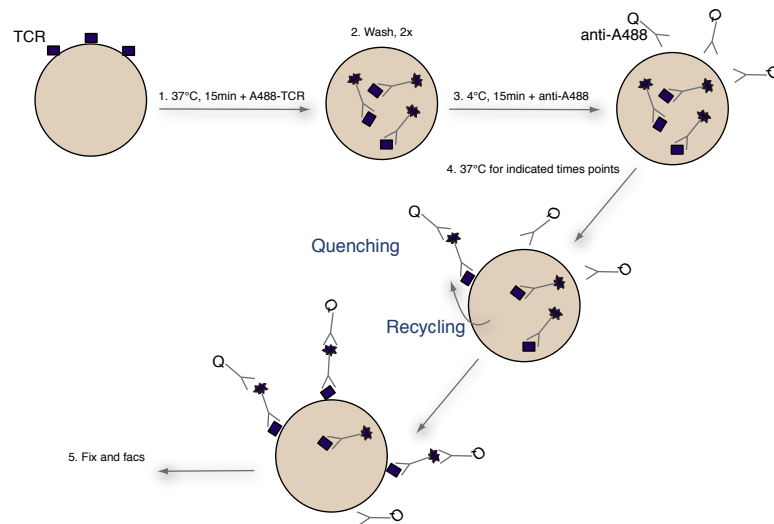 TCR
1. 37°C, 15min + A488-TCR
2. Wash, 2x
3. 4°C, 15min + anti-A488
Q
anti-A488
Q
Q
4. 37°C for indicated times points
Q
Q
Quenching
Q
Recycling
Q
Q
Q
5. Fix and facs
Q